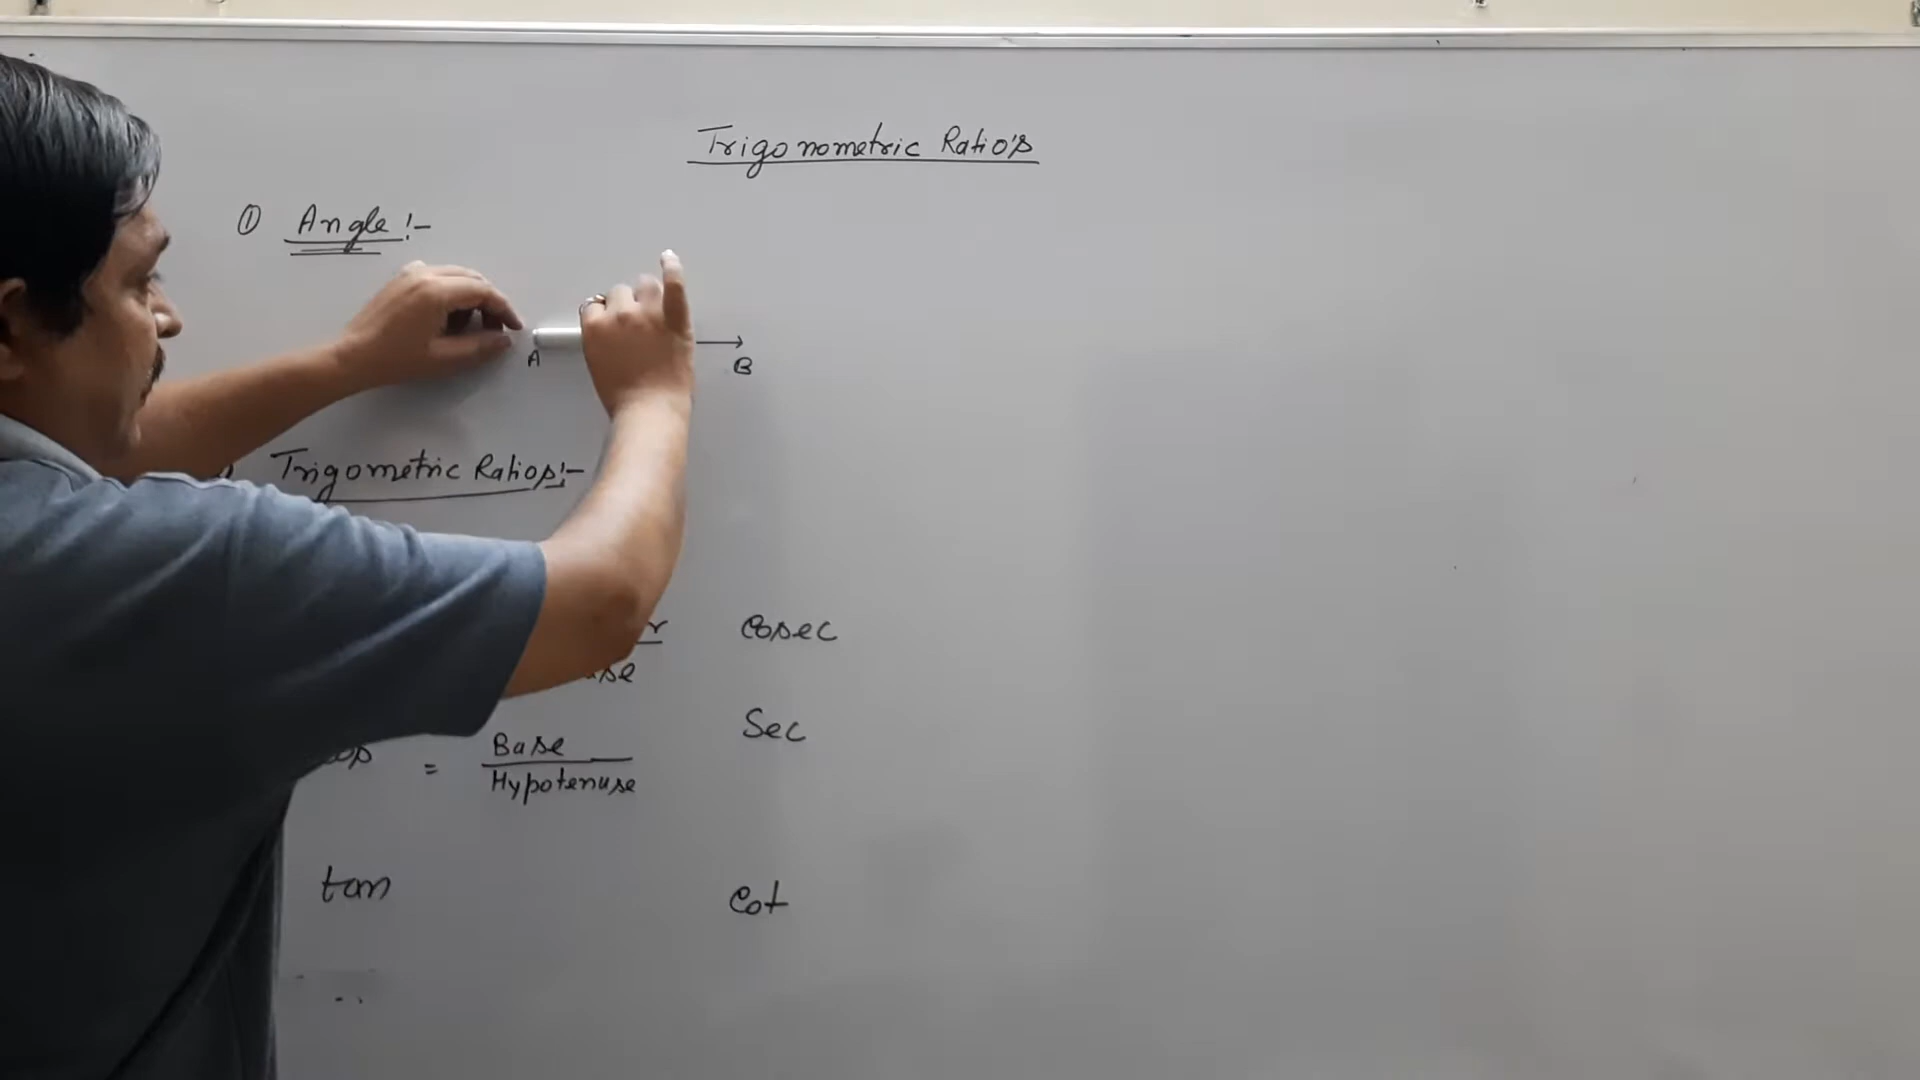 Trigonometric Ratio's
① Angle :-
A
B
Trigometric Ratios :-
Cosec
Sec
= Base
Hypotenuse
tan
Cot